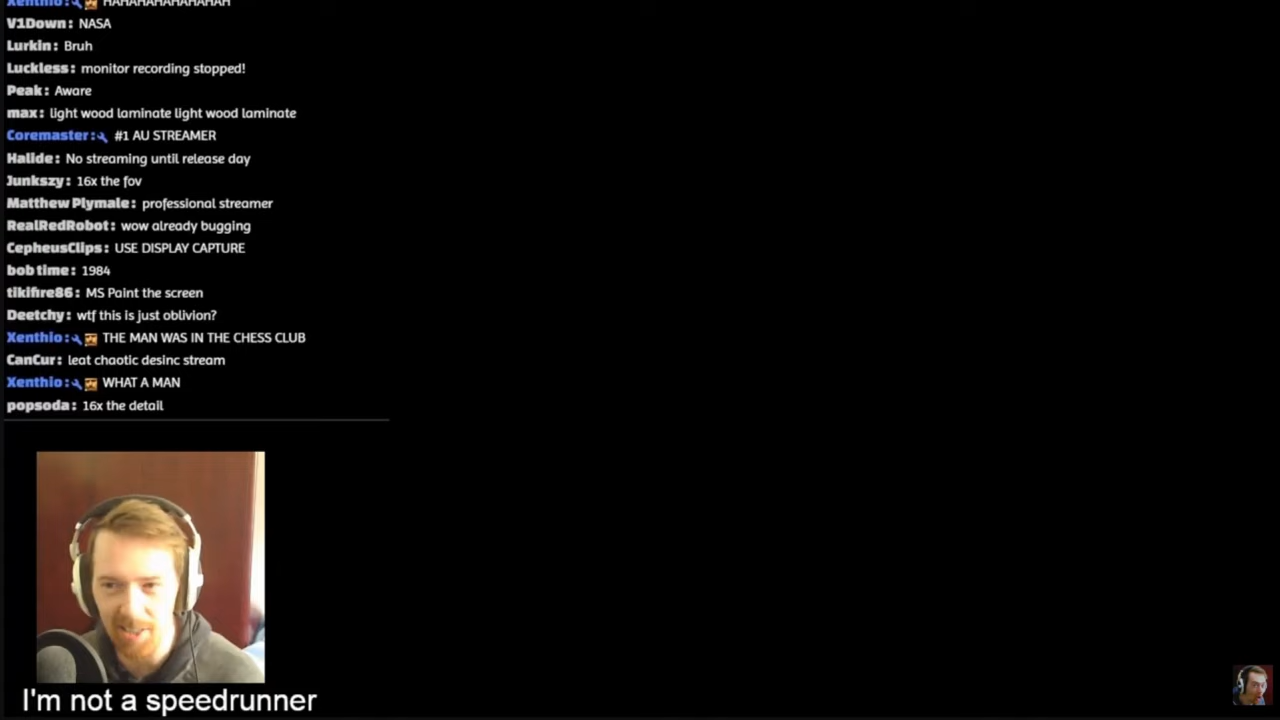 Xenthio: HAHAHAHAHAHAHAH
V1Down: NASA
Lurkin: Bruh
Luckless: monitor recording stopped!
Peak: Aware
max: light wood laminate light wood laminate
Coremaster: #1 AU STREAMER
Halide: No streaming until release day
Junkszy: 16x the fov
Matthew Plymale: professional streamer
RealRedRobot: wow already bugging
CepheusClips: USE DISPLAY CAPTURE
bob time: 1984
tikifire86: MS Paint the screen
Deetchy: wtf this is just oblivion?
Xenthio: THE MAN WAS IN THE CHESS CLUB
CanCur: leat chaotic desinc stream
Xenthio: WHAT A MAN
popsoda: 16x the detail
I'm not a speedrunner